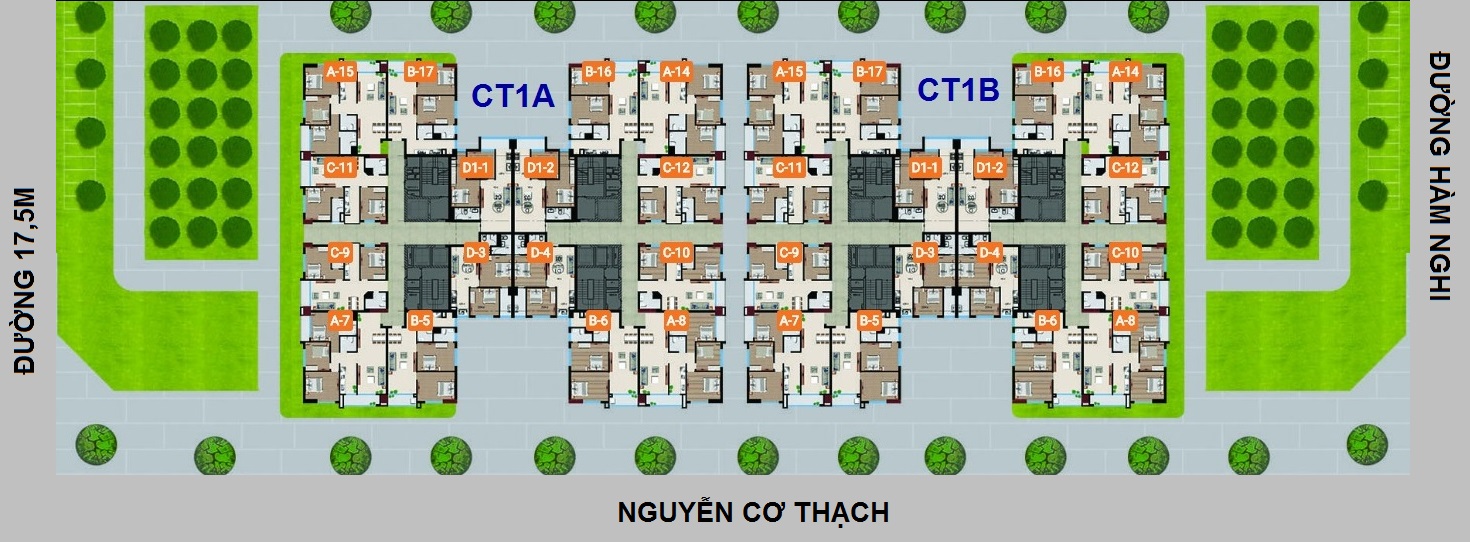 A-15 B-17 CT1A B-16 A-14 A-15 B-17 CT1B B-16 A-14
C-11 D1-1 D1-2 C-12 C-11 D1-1 D1-2 C-12
C-9 D-3 D-4 C-10 C-9 D-3 D-4 C-10
A-7 B-5 B-6 A-8 A-7 B-5 B-6 A-8
ĐƯỜNG 17,5M
ĐƯỜNG HÀM NGHI
NGUYỄN CƠ THẠCH